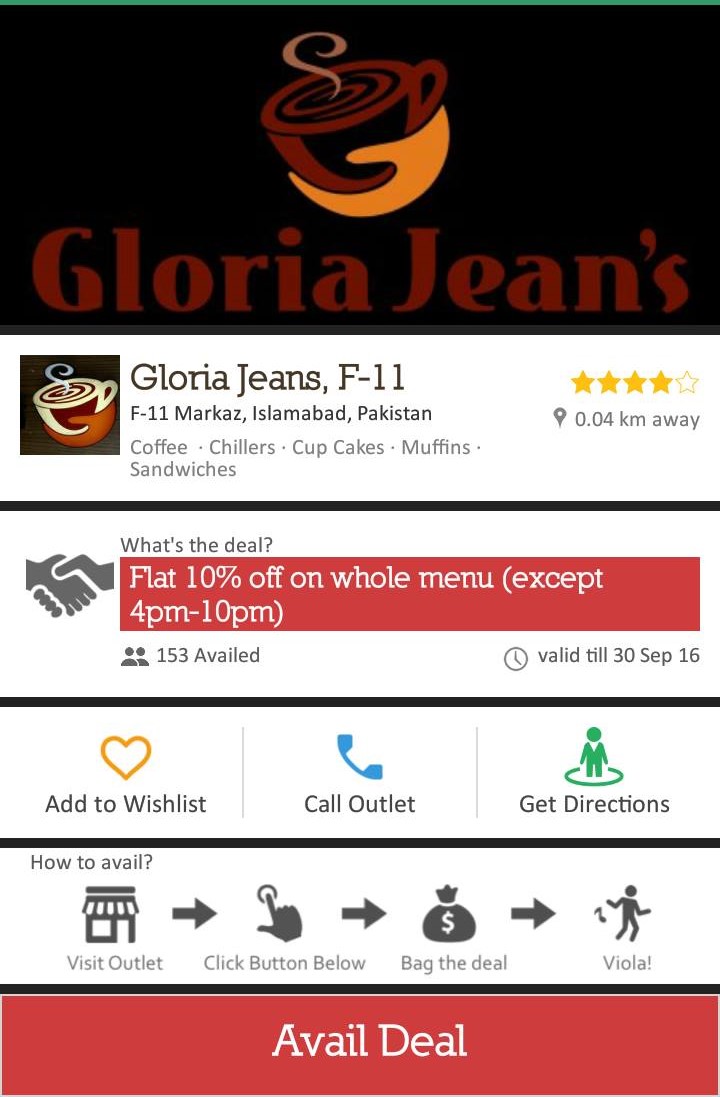 Gloria Jean's
Gloria Jeans, F-11
F-11 Markaz, Islamabad, Pakistan
0.04 km away
Coffee · Chillers · Cup Cakes · Muffins ·
Sandwiches
What's the deal?
Flat 10% off on whole menu (except
4pm-10pm)
153 Availed
valid till 30 Sep 16
Add to Wishlist
Call Outlet
Get Directions
How to avail?
$
Visit Outlet
Click Button Below
Bag the deal
Viola!
Avail Deal